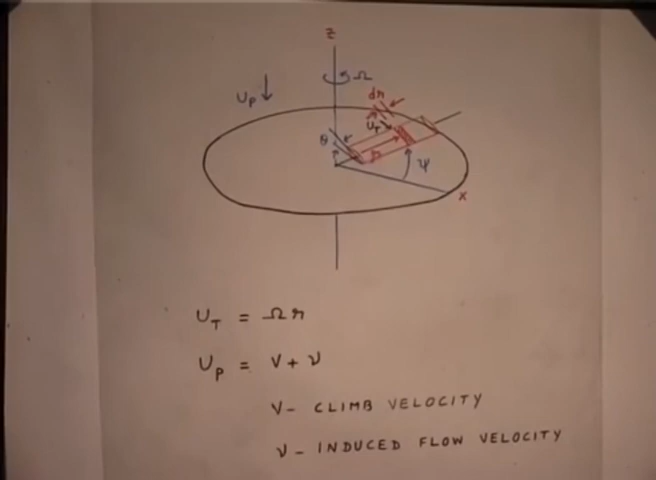 Z
Ω
U_P ↓
dr
U_T
θ
r
ψ
x
U_T = Ωr
U_P = V + ν
V - CLIMB VELOCITY
ν - INDUCED FLOW VELOCITY